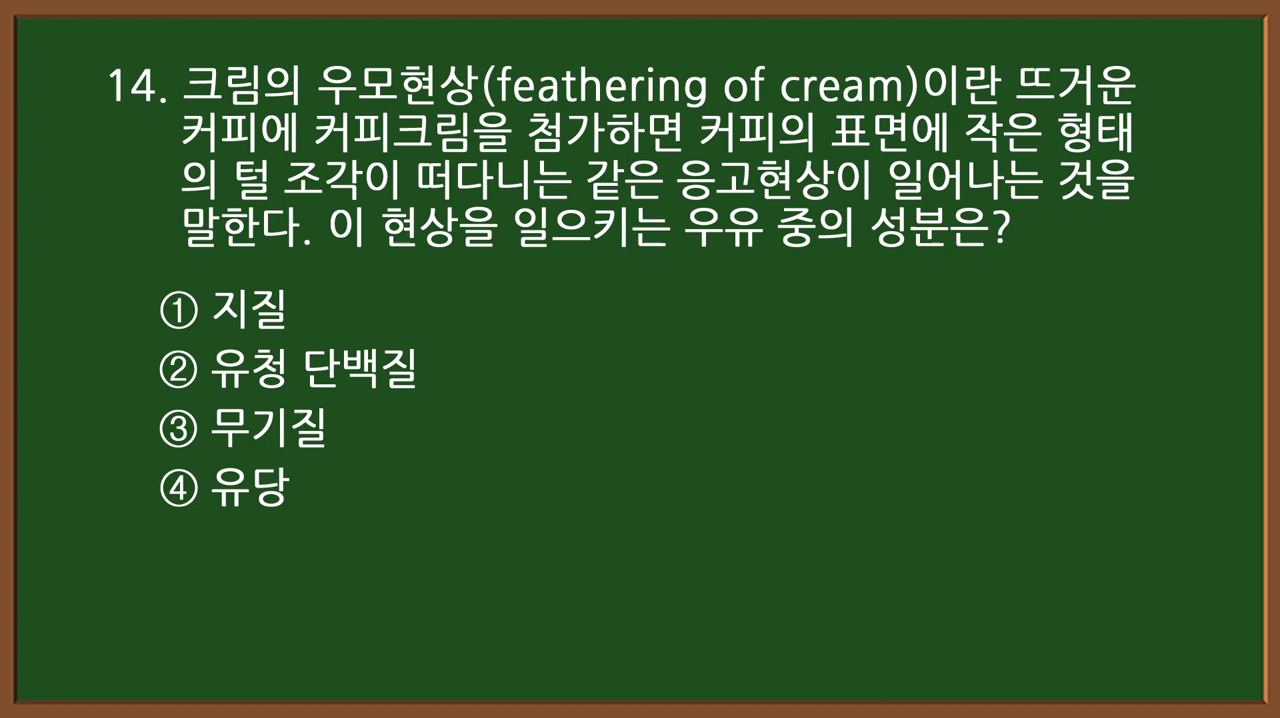 14. 크림의 우모현상(feathering of cream)이란 뜨거운
커피에 커피크림을 첨가하면 커피의 표면에 작은 형태
의 털 조각이 떠다니는 같은 응고현상이 일어나는 것을
말한다. 이 현상을 일으키는 우유 중의 성분은?
① 지질
② 유청 단백질
③ 무기질
④ 유당